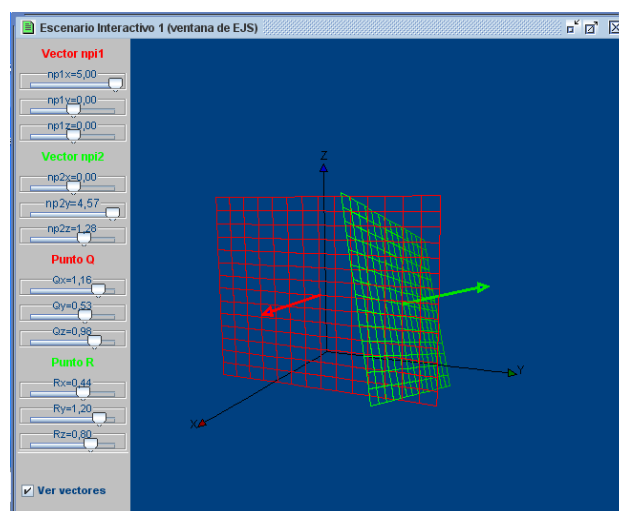 Escenario Interactivo 1 (ventana de EJS)
Vector npi1
np1x=5,00
np1y=0,00
np1z=0,00
Vector npi2
np2x=0,00
np2y=4,57
np2z=1,28
Punto Q
Qx=1,16
Qy=0,53
Qz=0,98
Punto R
Rx=0,44
Ry=1,20
Rz=0,80
Ver vectores
Z
Y
X